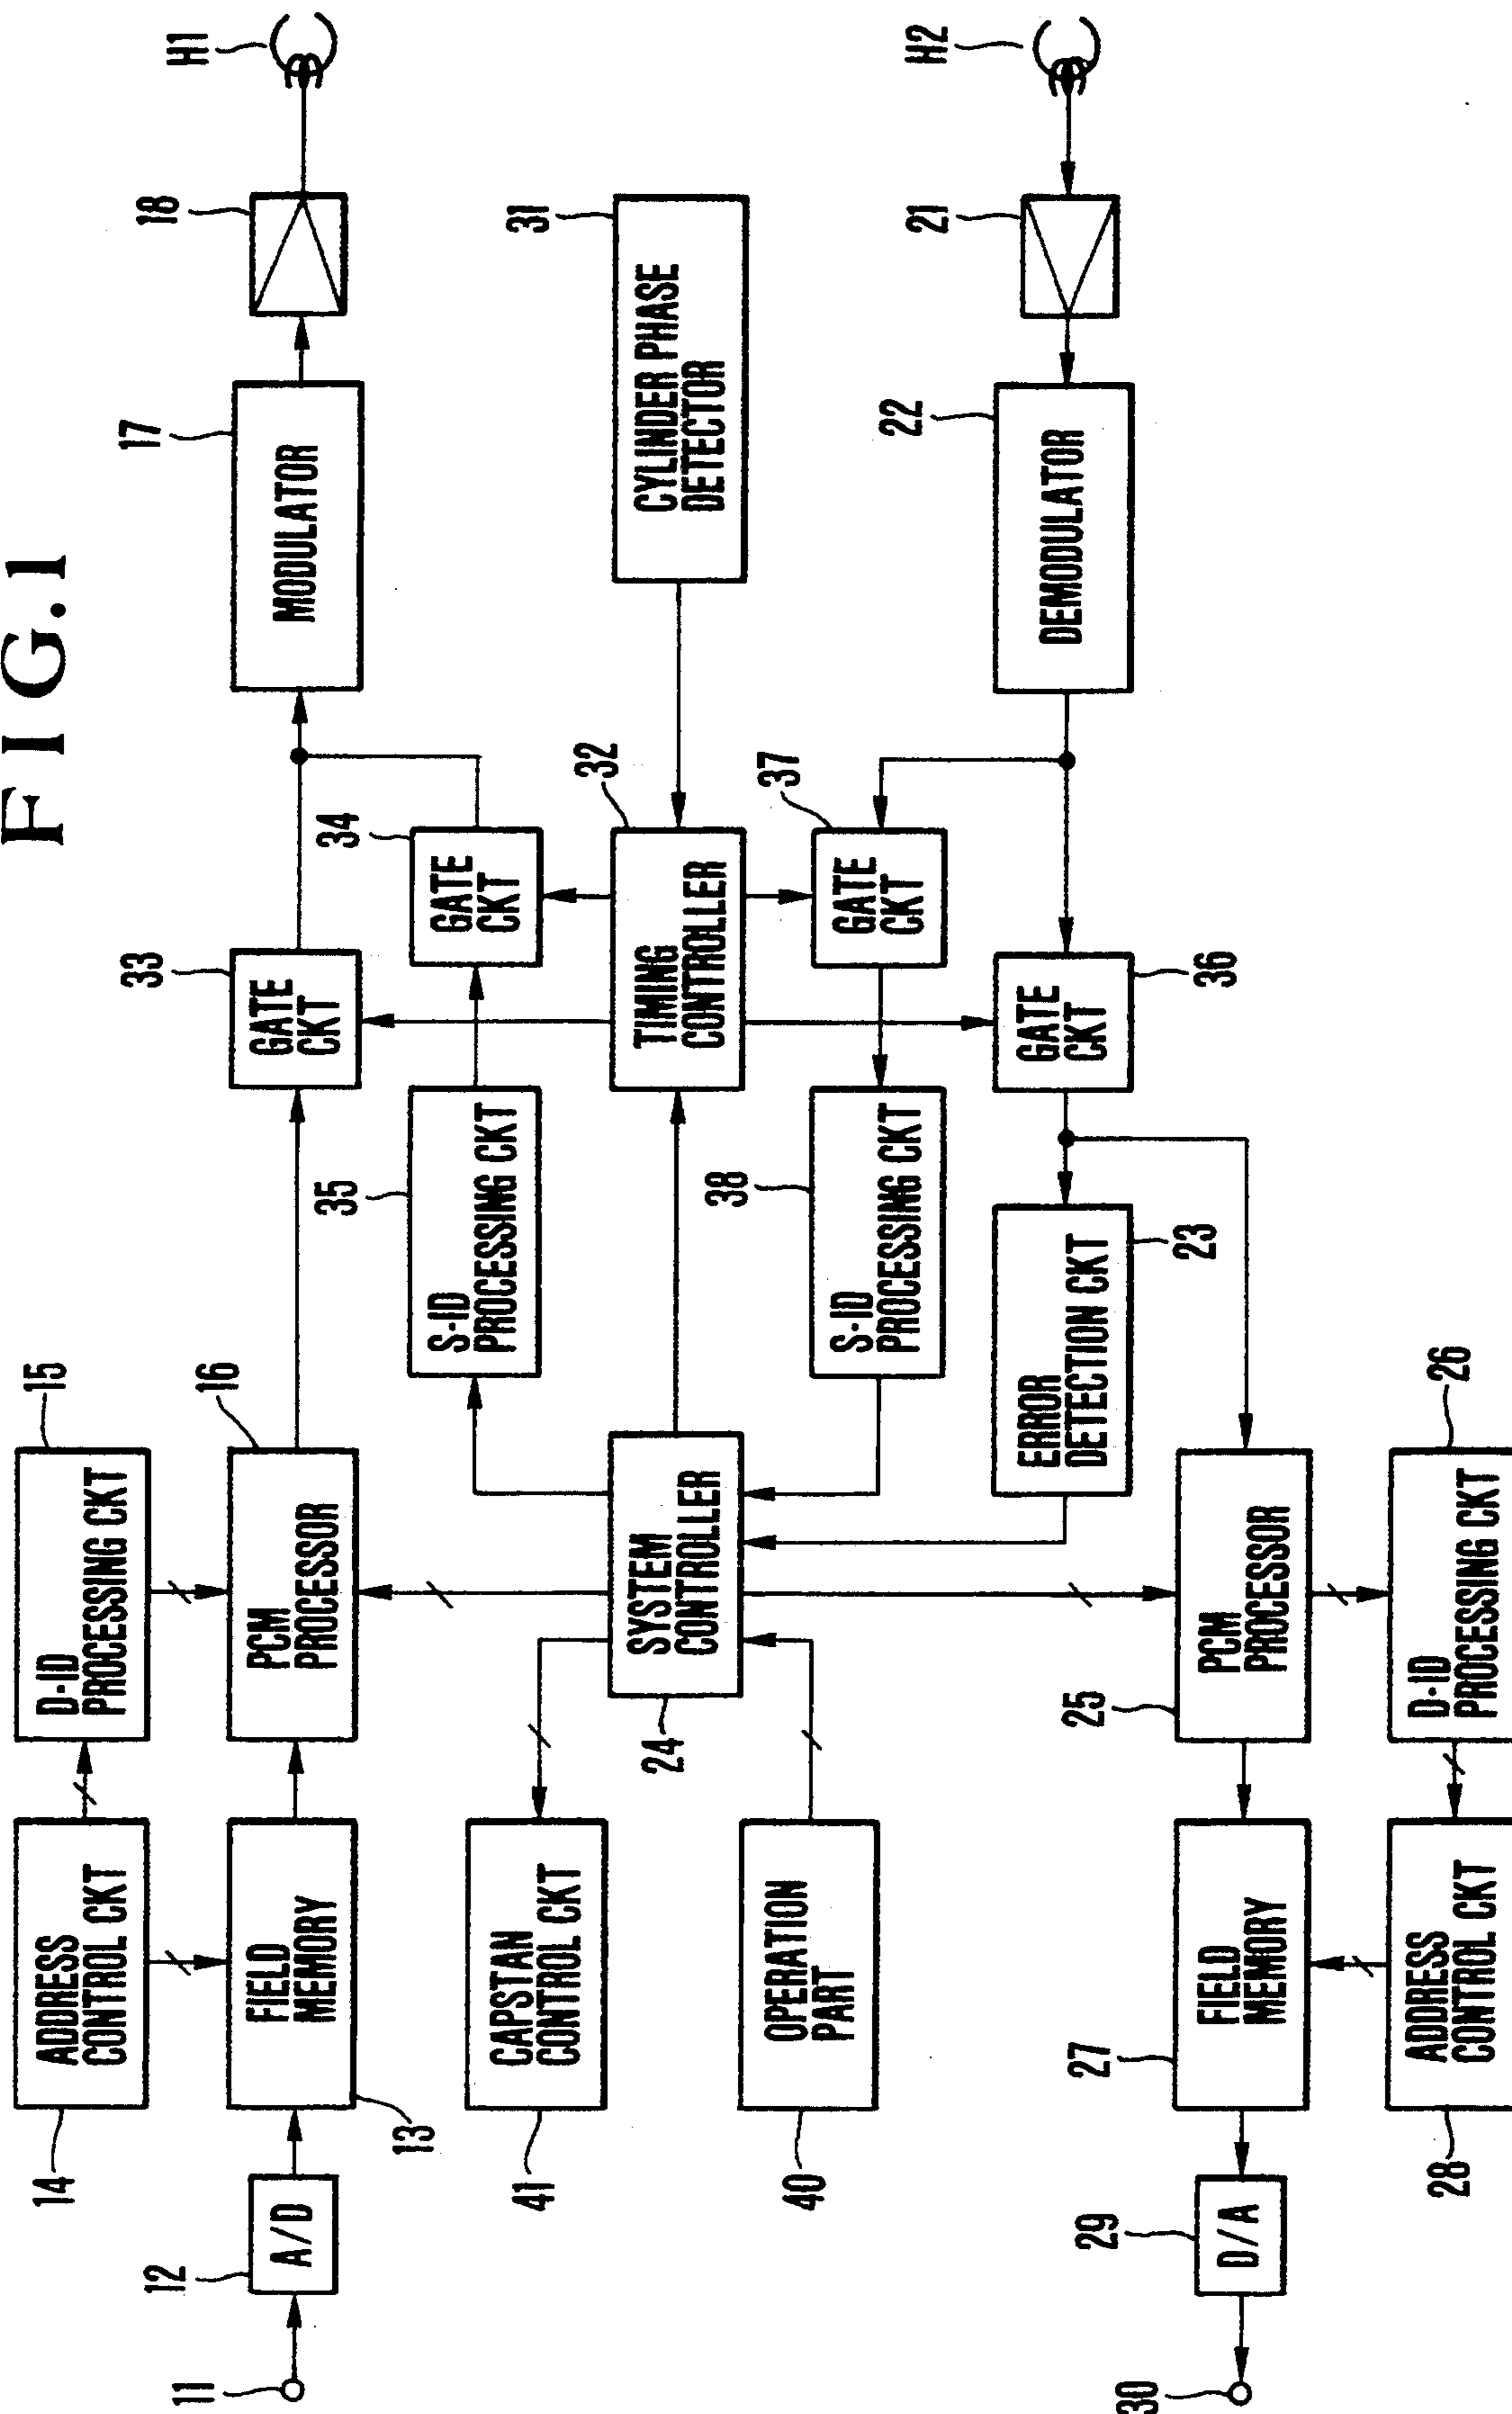 FIG.1
15
D-ID
PROCESSING CKT
14
ADDRESS
CONTROL CKT
H1
18
17
MODULATOR
33
GATE
CKT
16
PCM
PROCESSOR
FIELD
MEMORY
13
12
A/D
11
34
GATE
CKT
35
S-ID
PROCESSING CKT
CAPSTAN
CONTROL CKT
41
31
CYLINDER PHASE
DETECTOR
32
TIMING
CONTROLLER
SYSTEM
CONTROLLER
24
37
GATE
CKT
38
S-ID
PROCESSING CKT
OPERATION
PART
40
H2
21
22
DEMODULATOR
36
GATE
CKT
23
ERROR
DETECTION CKT
25
PCM
PROCESSOR
27
FIELD
MEMORY
29
D/A
30
26
D-ID
PROCESSING CKT
ADDRESS
CONTROL CKT
28